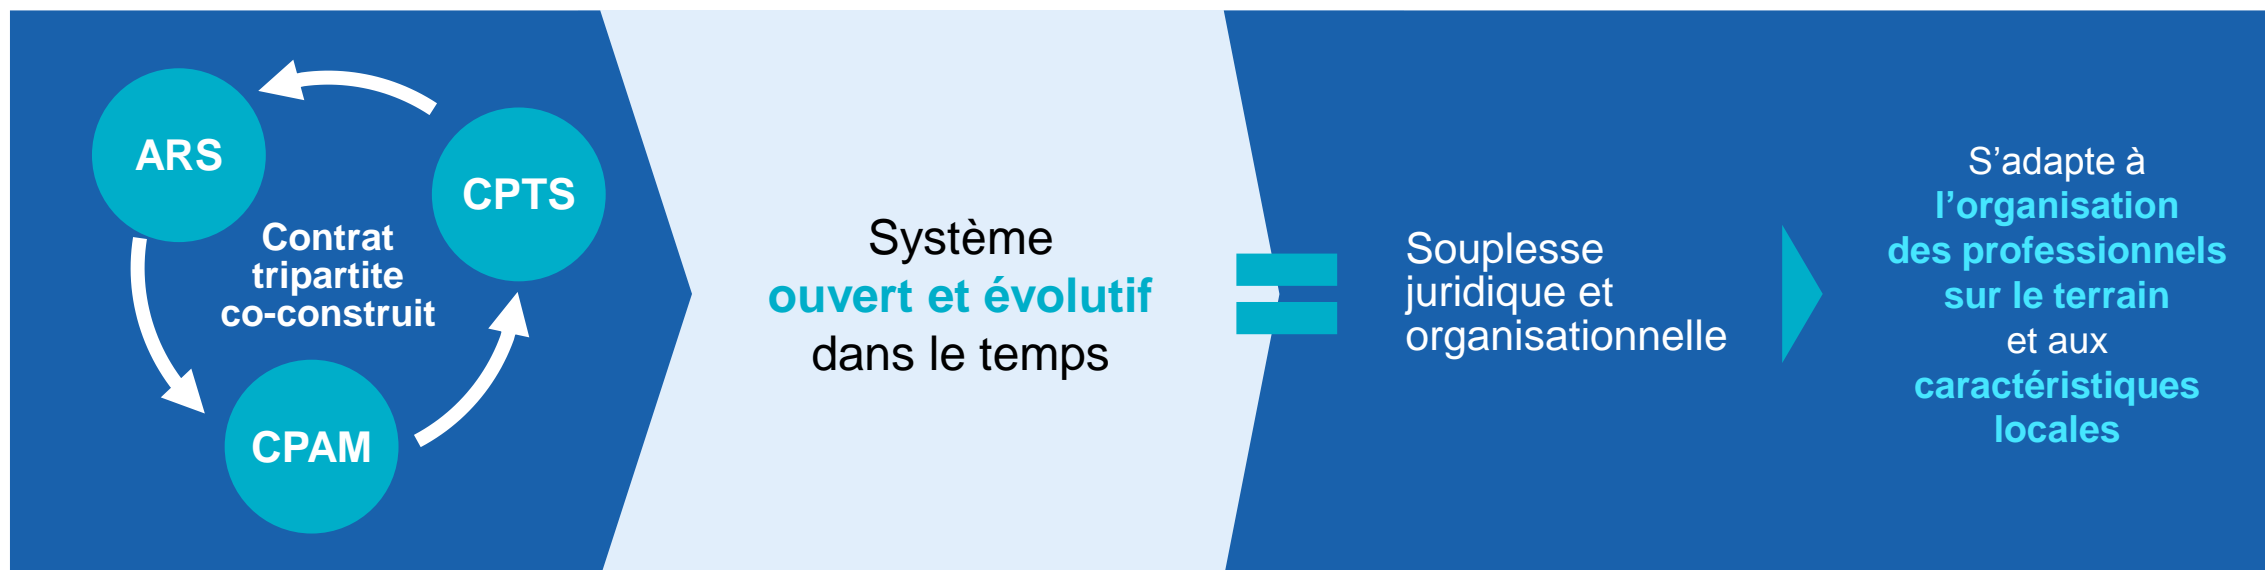 ARS
CPTS
Contrat
tripartite
co-construit
CPAM
Système
ouvert et évolutif
dans le temps
Souplesse
juridique et
organisationnelle
S’adapte à
l’organisation
des professionnels
sur le terrain
et aux
caractéristiques
locales